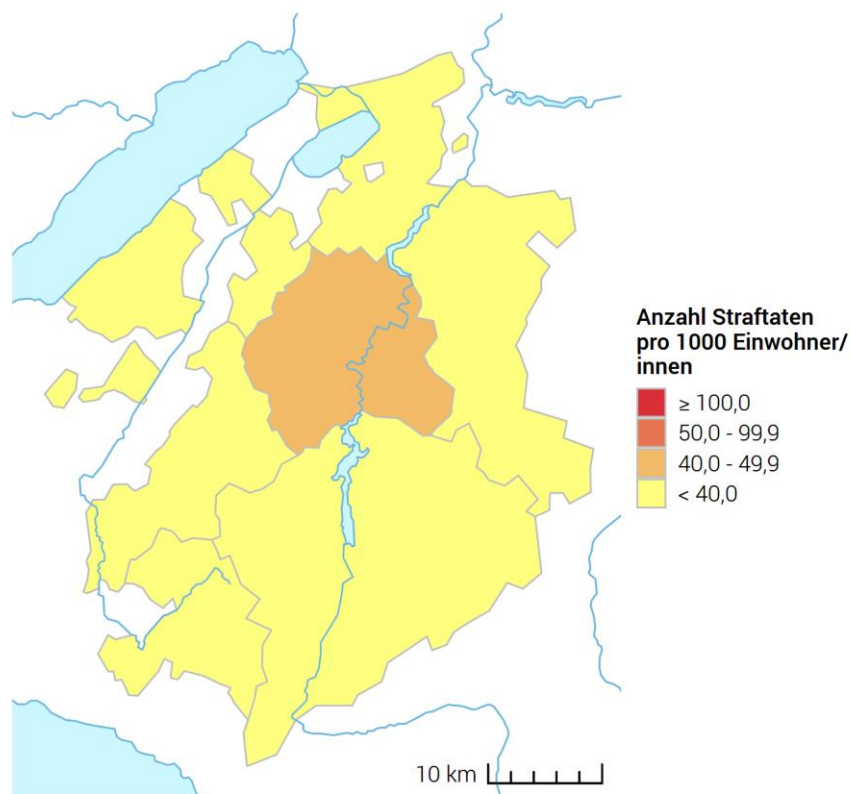 Anzahl Straftaten
pro 1000 Einwohner/
innen
≥ 100,0
50,0 - 99,9
40,0 - 49,9
< 40,0
10 km